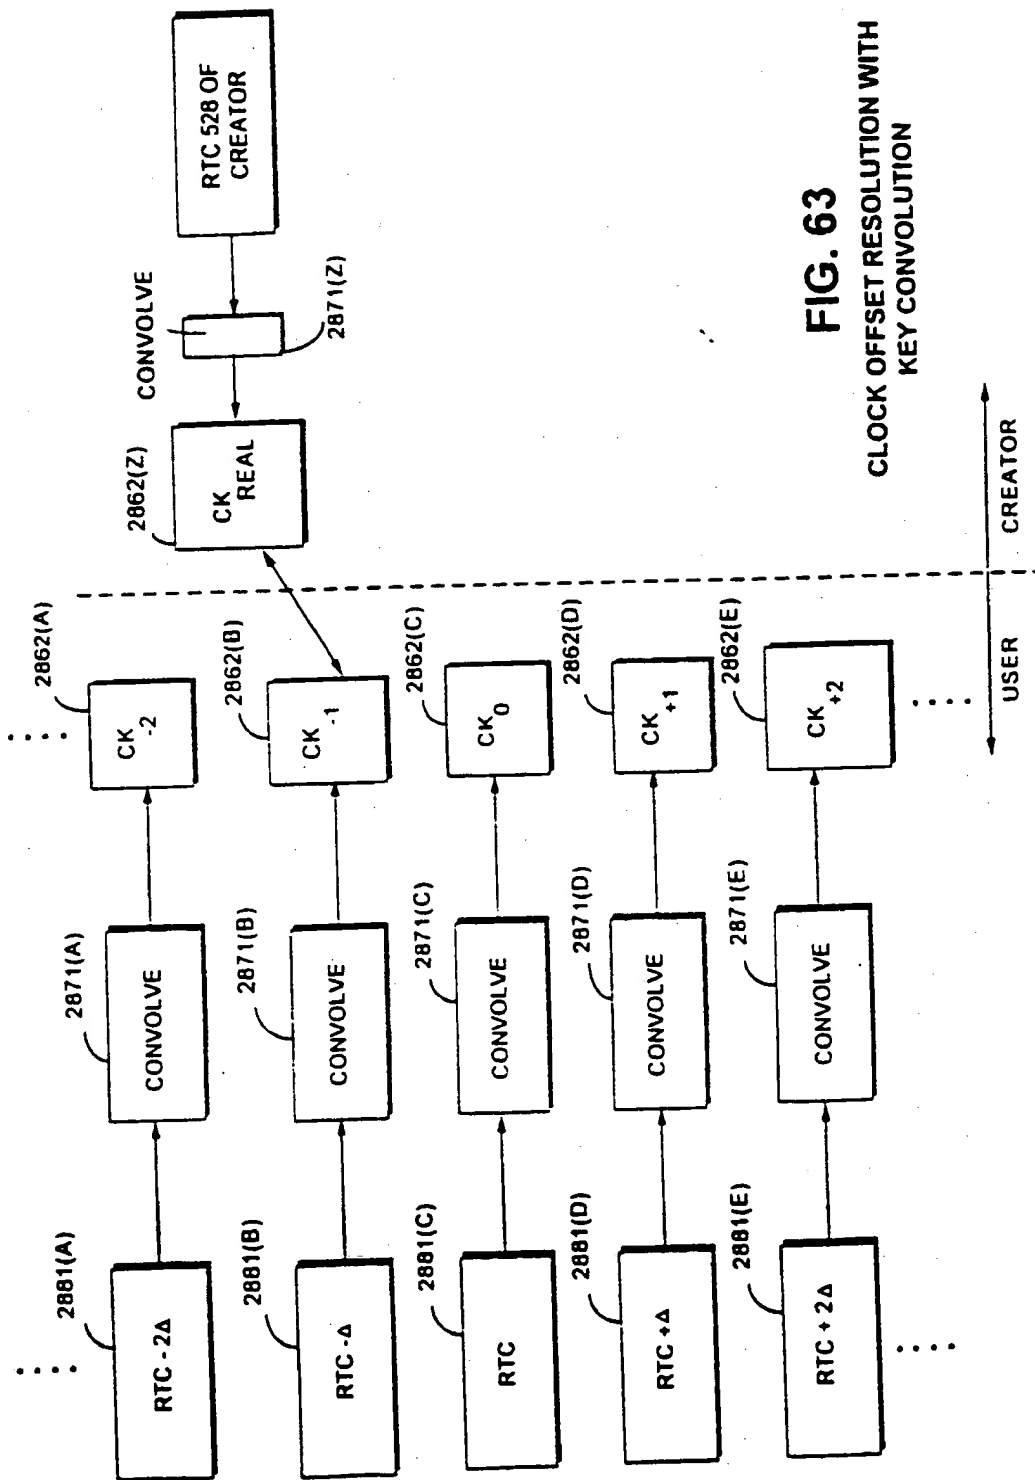 ....
2881(A)
RTC - 2Δ
2871(A)
CONVOLVE
....
2862(A)
CK -2
2881(B)
RTC - Δ
2871(B)
CONVOLVE
2862(B)
CK -1
2881(C)
RTC
2871(C)
CONVOLVE
2862(C)
CK 0
2881(D)
RTC + Δ
2871(D)
CONVOLVE
2862(D)
CK +1
2881(E)
RTC + 2Δ
2871(E)
CONVOLVE
2862(E)
CK +2
....
....
2862(Z)
CK REAL
CONVOLVE
2871(Z)
RTC 528 OF
CREATOR
USER
CREATOR
FIG. 63
CLOCK OFFSET RESOLUTION WITH
KEY CONVOLUTION